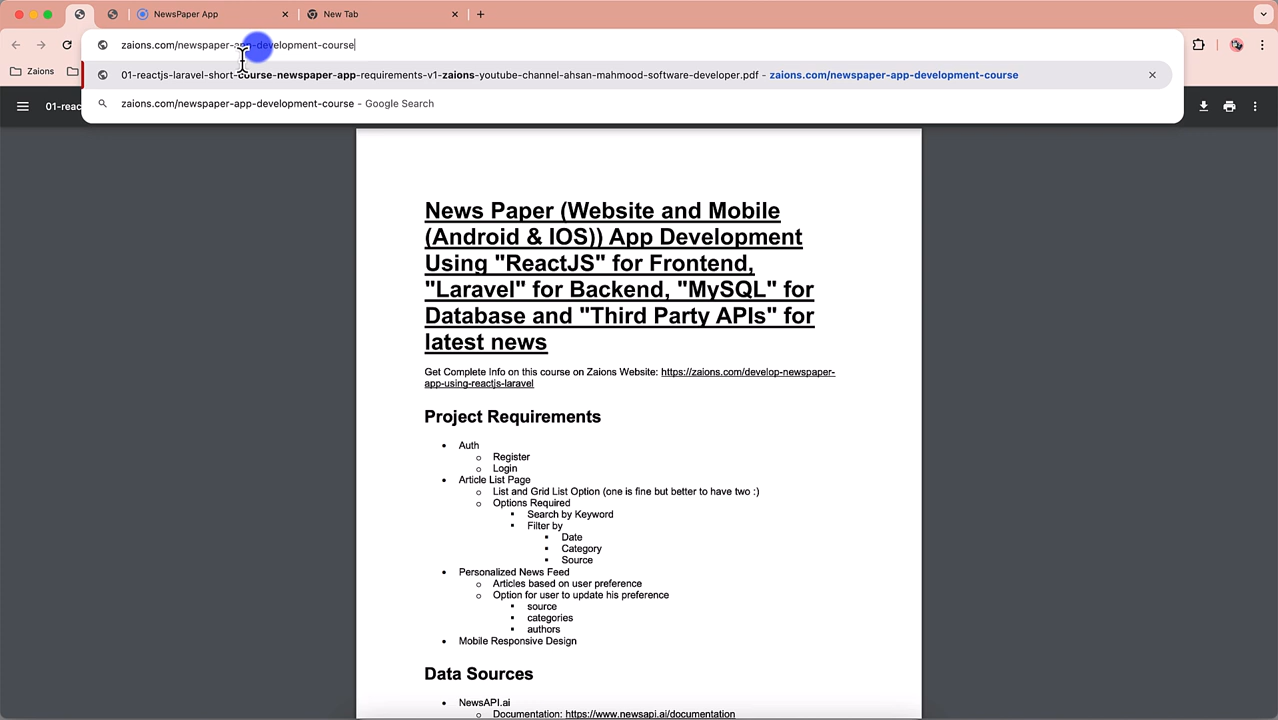 NewsPaper App
New Tab
zaions.com/newspaper-app-development-course
Zaions
01-reactjs-laravel-short-course-newspaper-app-requirements-v1-zaions-youtube-channel-ahsan-mahmood-software-developer.pdf - zaions.com/newspaper-app-development-course
zaions.com/newspaper-app-development-course - Google Search
01-reac
News Paper (Website and Mobile
(Android & IOS)) App Development
Using "ReactJS" for Frontend,
"Laravel" for Backend, "MySQL" for
Database and "Third Party APIs" for
latest news
Get Complete Info on this course on Zaions Website: https://zaions.com/develop-newspaper-
app-using-reactjs-laravel
Project Requirements
Auth
Register
Login
Article List Page
List and Grid List Option (one is fine but better to have two :)
Options Required
Search by Keyword
Filter by
Date
Category
Source
Personalized News Feed
Articles based on user preference
Option for user to update his preference
source
categories
authors
Mobile Responsive Design
Data Sources
NewsAPI.ai
Documentation: https://www.newsapi.ai/documentation